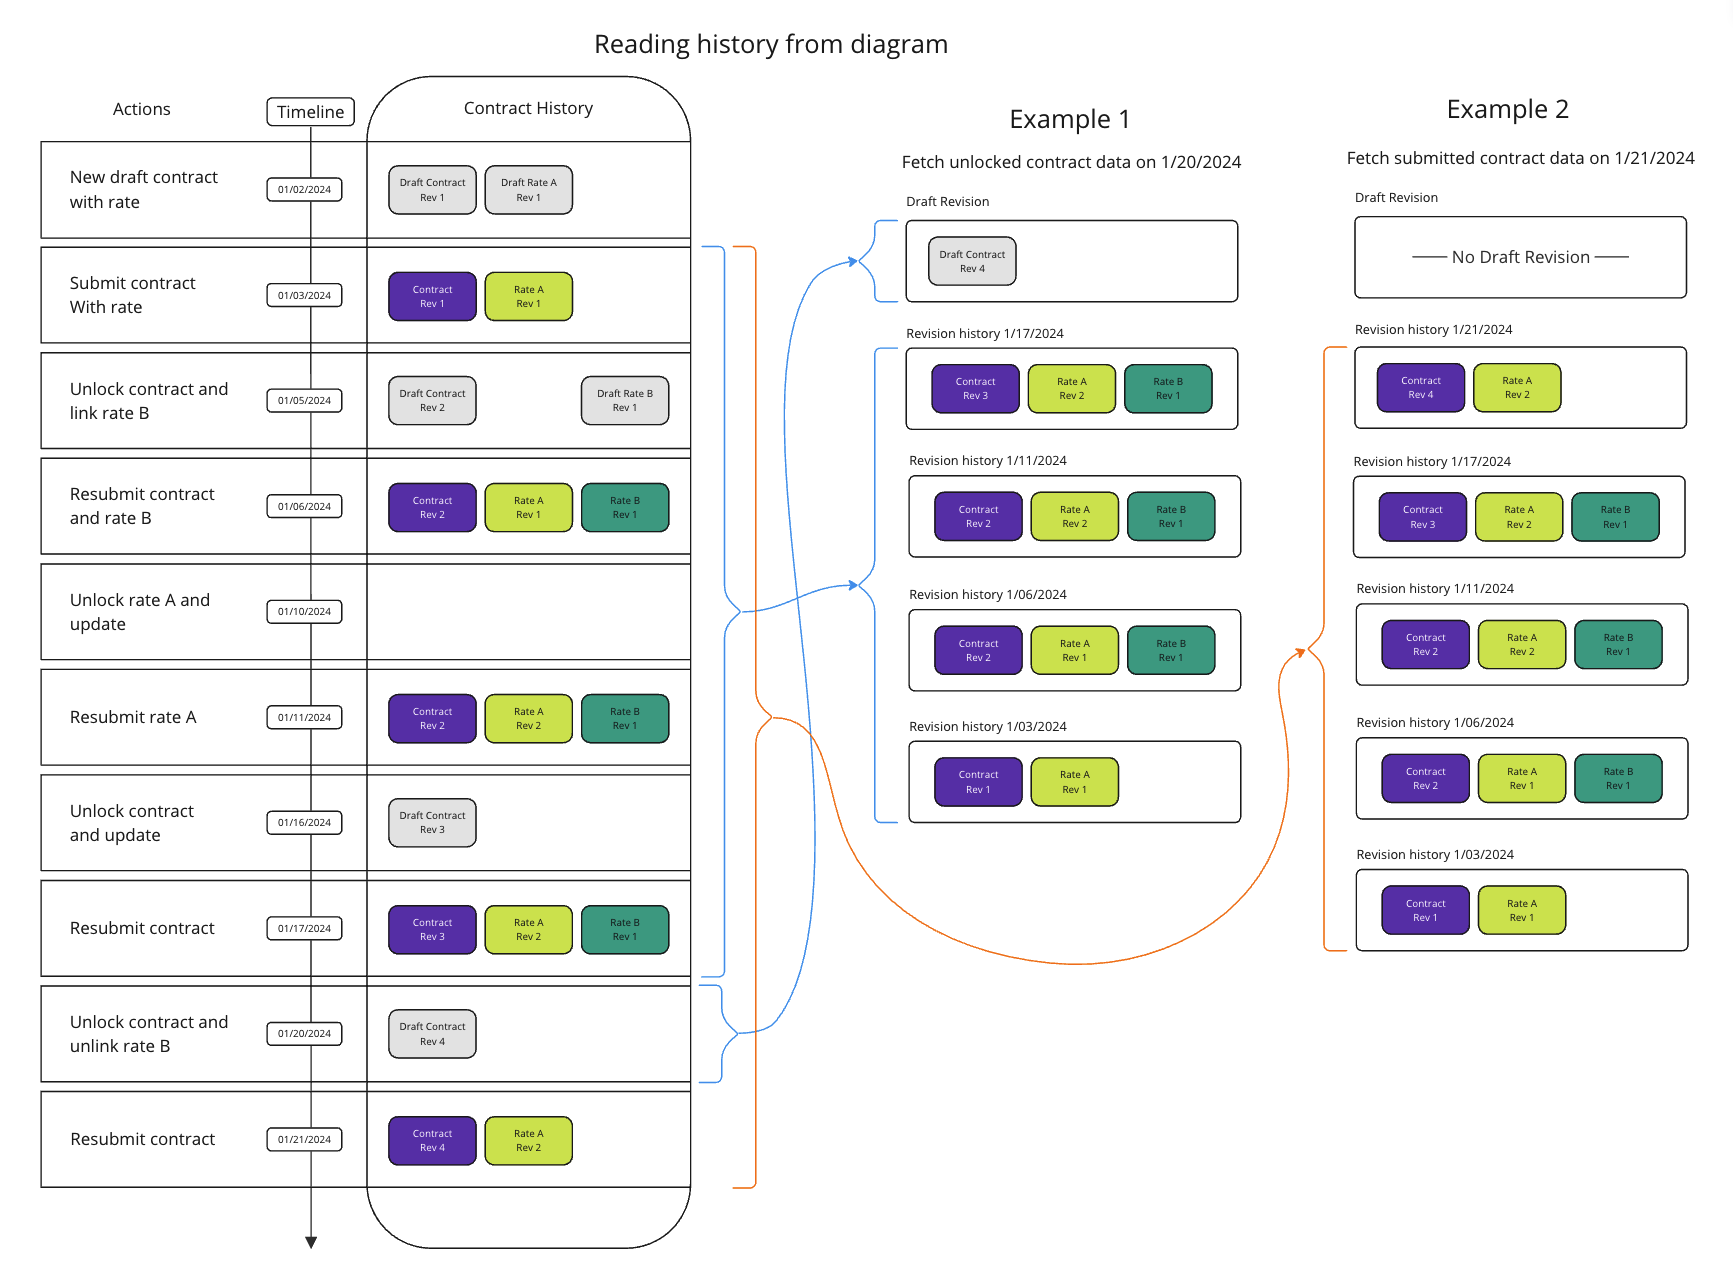 Reading history from diagram
Actions
Timeline
Contract History
New draft contract
with rate
01/02/2024
Draft Contract
Rev 1
Draft Rate A
Rev 1
Submit contract
With rate
01/03/2024
Contract
Rev 1
Rate A
Rev 1
Unlock contract and
link rate B
01/05/2024
Draft Contract
Rev 2
Draft Rate B
Rev 1
Resubmit contract
and rate B
01/06/2024
Contract
Rev 2
Rate A
Rev 1
Rate B
Rev 1
Unlock rate A and
update
01/10/2024
Resubmit rate A
01/11/2024
Contract
Rev 2
Rate A
Rev 2
Rate B
Rev 1
Unlock contract
and update
01/16/2024
Draft Contract
Rev 3
Resubmit contract
01/17/2024
Contract
Rev 3
Rate A
Rev 2
Rate B
Rev 1
Unlock contract and
unlink rate B
01/20/2024
Draft Contract
Rev 4
Resubmit contract
01/21/2024
Contract
Rev 4
Rate A
Rev 2
Example 1
Fetch unlocked contract data on 1/20/2024
Draft Revision
Draft Contract
Rev 4
Revision history 1/17/2024
Contract
Rev 3
Rate A
Rev 2
Rate B
Rev 1
Revision history 1/11/2024
Contract
Rev 2
Rate A
Rev 2
Rate B
Rev 1
Revision history 1/06/2024
Contract
Rev 2
Rate A
Rev 1
Rate B
Rev 1
Revision history 1/03/2024
Contract
Rev 1
Rate A
Rev 1
Example 2
Fetch submitted contract data on 1/21/2024
Draft Revision
No Draft Revision
Revision history 1/21/2024
Contract
Rev 4
Rate A
Rev 2
Revision history 1/17/2024
Contract
Rev 3
Rate A
Rev 2
Rate B
Rev 1
Revision history 1/11/2024
Contract
Rev 2
Rate A
Rev 2
Rate B
Rev 1
Revision history 1/06/2024
Contract
Rev 2
Rate A
Rev 1
Rate B
Rev 1
Revision history 1/03/2024
Contract
Rev 1
Rate A
Rev 1